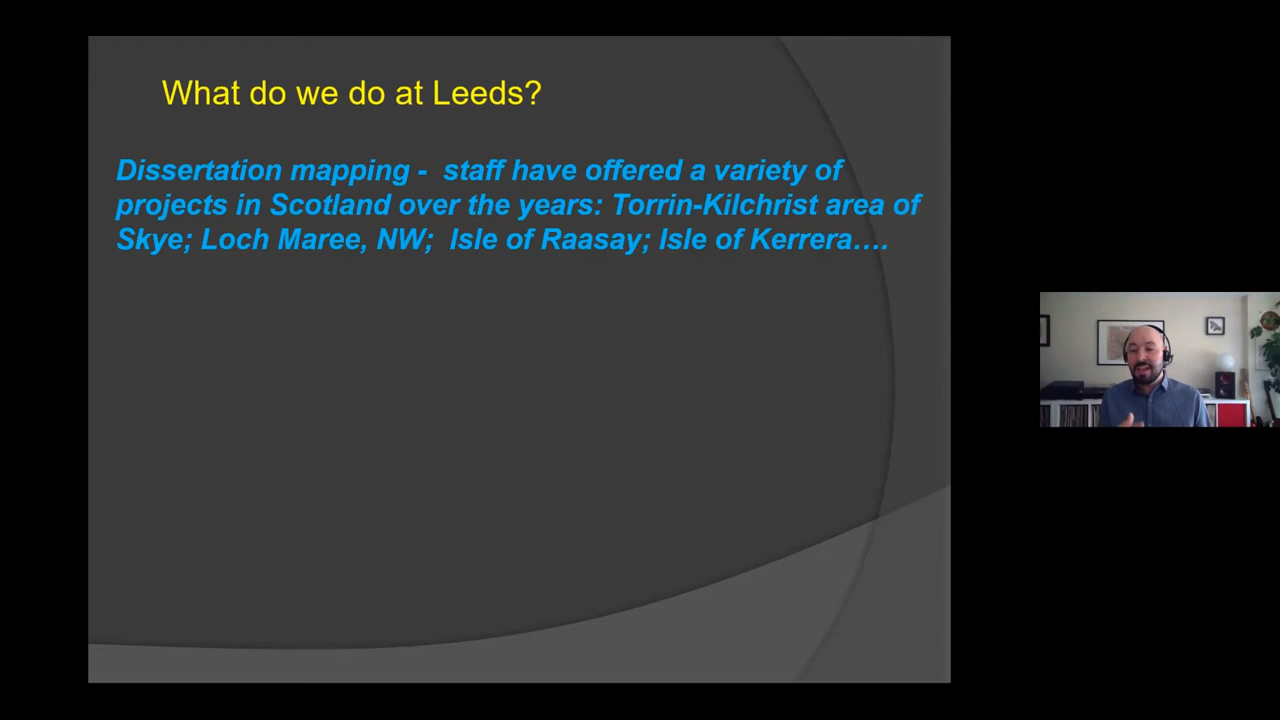 What do we do at Leeds?
Dissertation mapping -  staff have offered a variety of
projects in Scotland over the years: Torrin-Kilchrist area of
Skye; Loch Maree, NW;  Isle of Raasay; Isle of Kerrera….